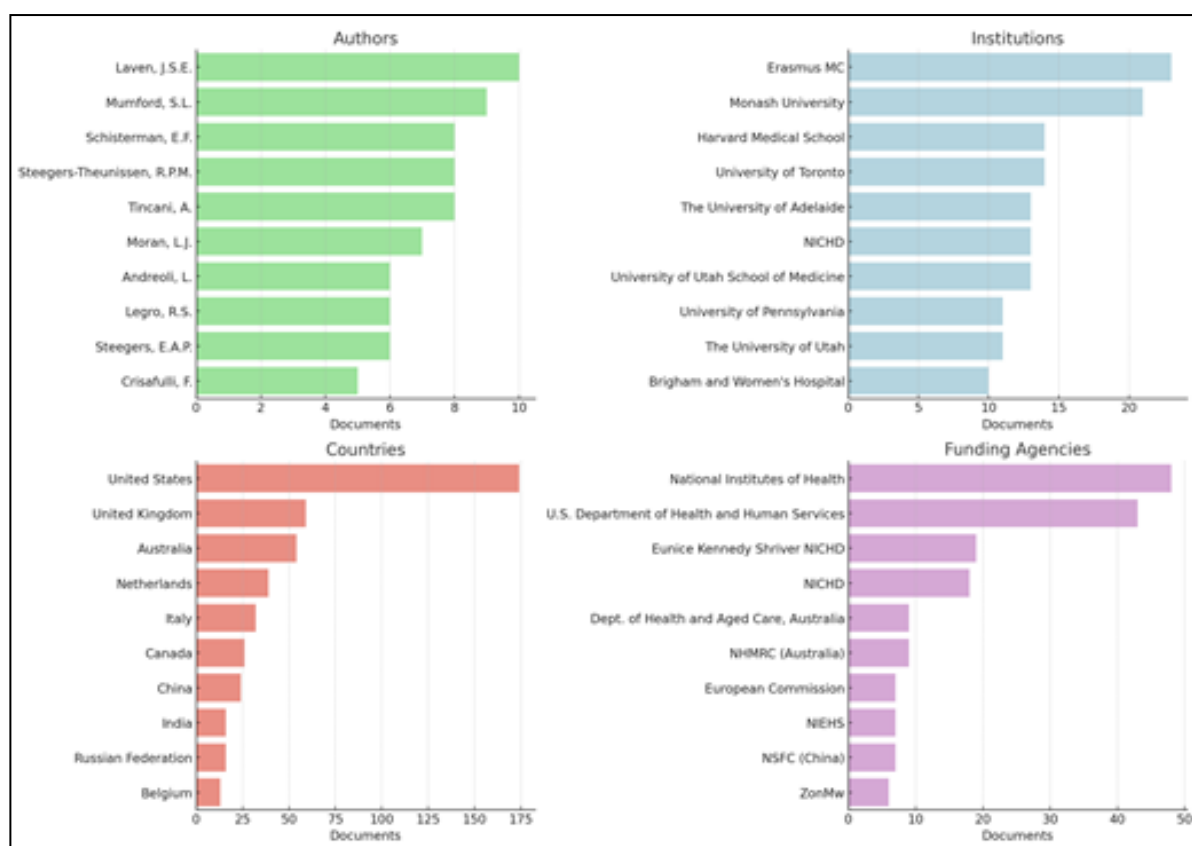 Authors
Laven, J.S.E.
Mumford, S.L.
Schisterman, E.F.
Steegers-Theunissen, R.P.M.
Tincani, A.
Moran, L.J.
Andreoli, L.
Legro, R.S.
Steegers, E.A.P.
Crisafulli, F.
0 2 4 6 8 10
Documents
Institutions
Erasmus MC
Monash University
Harvard Medical School
University of Toronto
The University of Adelaide
NICHD
University of Utah School of Medicine
University of Pennsylvania
The University of Utah
Brigham and Women's Hospital
0 10 20
Documents
Countries
United States
United Kingdom
Australia
Netherlands
Italy
Canada
China
India
Russian Federation
Belgium
0 25 50 75 100 125 150 175
Documents
Funding Agencies
National Institutes of Health
U.S. Department of Health and Human Services
Eunice Kennedy Shriver NICHD
NICHD
Dept. of Health and Aged Care, Australia
NHMRC (Australia)
European Commission
NIEHS
NSFC (China)
ZonMw
0 10 20 30 40 50
Documents